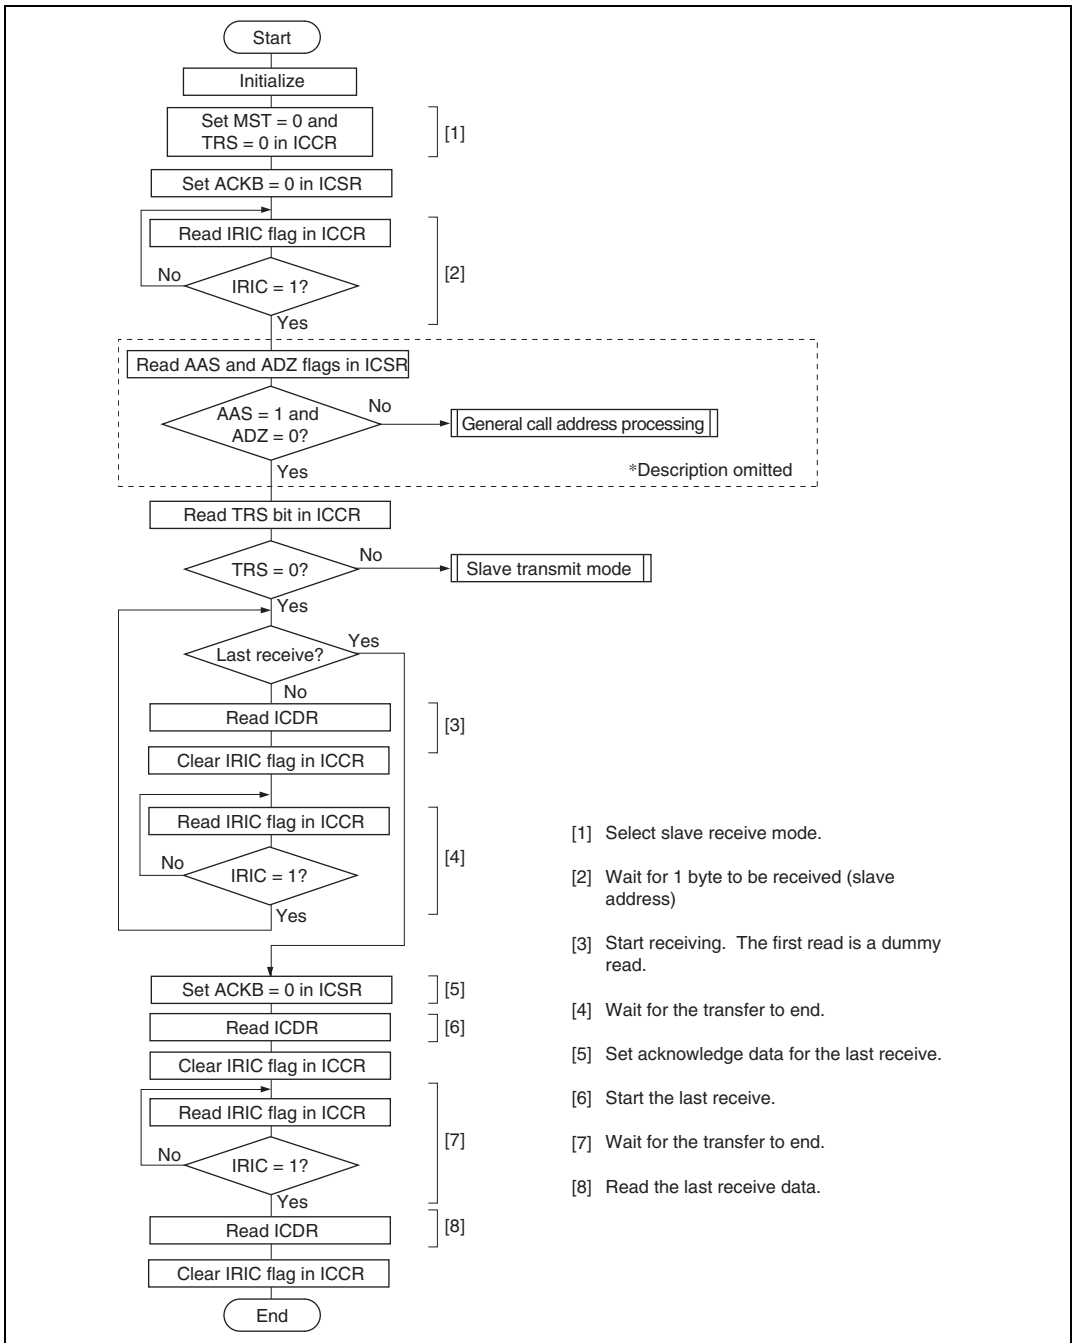 Start
Initialize
Set MST = 0 and
TRS = 0 in ICCR
[1]
Set ACKB = 0 in ICSR
Read IRIC flag in ICCR
No
IRIC = 1?
[2]
Yes
Read AAS and ADZ flags in ICSR
AAS = 1 and
ADZ = 0?
No
General call address processing
Yes
*Description omitted
Read TRS bit in ICCR
TRS = 0?
No
Slave transmit mode
Yes
Last receive?
Yes
No
Read ICDR
[3]
Clear IRIC flag in ICCR
Read IRIC flag in ICCR
No
IRIC = 1?
[4]
Yes
Set ACKB = 0 in ICSR
[5]
Read ICDR
[6]
Clear IRIC flag in ICCR
Read IRIC flag in ICCR
No
IRIC = 1?
[7]
Yes
Read ICDR
[8]
Clear IRIC flag in ICCR
End
[1] Select slave receive mode.
[2] Wait for 1 byte to be received (slave
address)
[3] Start receiving. The first read is a dummy
read.
[4] Wait for the transfer to end.
[5] Set acknowledge data for the last receive.
[6] Start the last receive.
[7] Wait for the transfer to end.
[8] Read the last receive data.